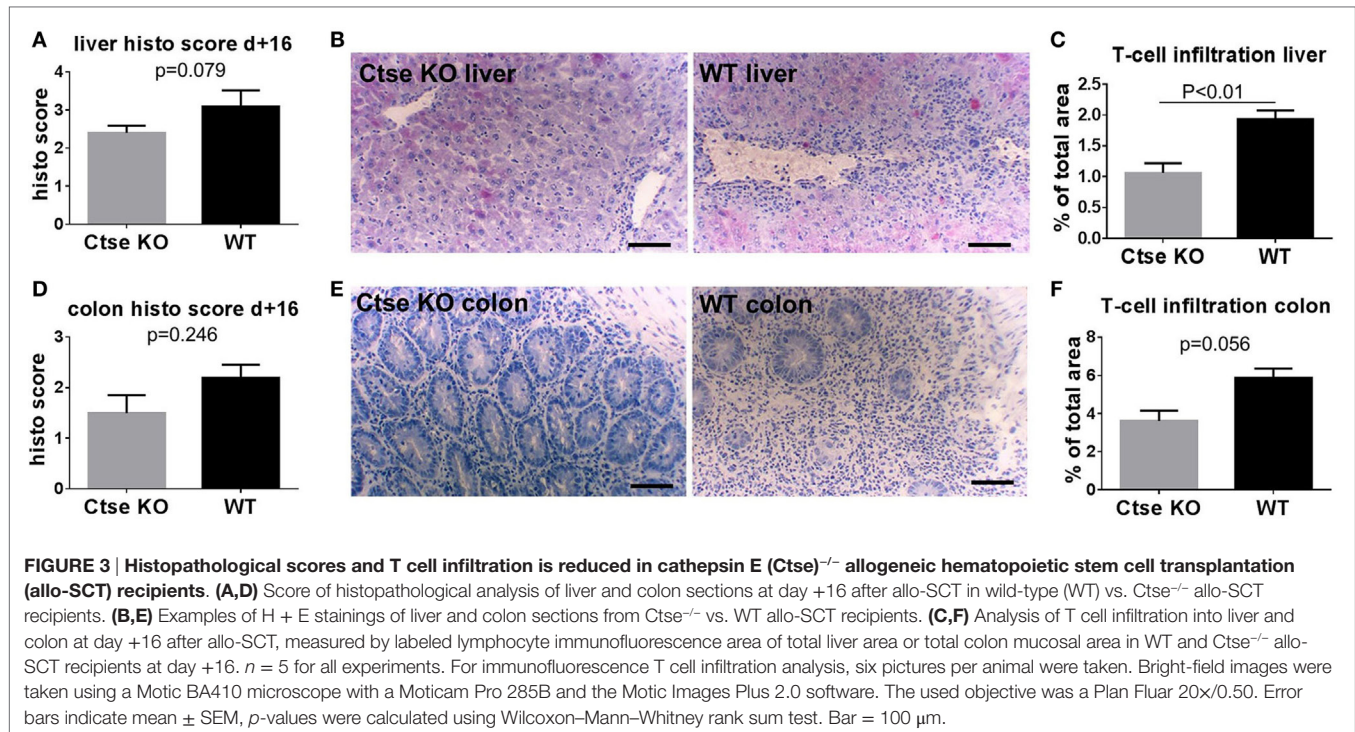 A
liver histo score d+16
p=0.079
histo score
4
3
2
1
0
Ctse KO
WT
B
Ctse KO liver
WT liver
C
T-cell infiltration liver
P<0.01
% of total area
2.5
2.0
1.5
1.0
0.5
0.0
Ctse KO
WT
D
colon histo score d+16
p=0.246
histo score
3
2
1
0
Ctse KO
WT
E
Ctse KO colon
WT colon
F
T-cell infiltration colon
p=0.056
% of total area
8
6
4
2
0
Ctse KO
WT
FIGURE 3 | Histopathological scores and T cell infiltration is reduced in cathepsin E (Ctse)−/− allogeneic hematopoietic stem cell transplantation
(allo-SCT) recipients. (A,D) Score of histopathological analysis of liver and colon sections at day +16 after allo-SCT in wild-type (WT) vs. Ctse−/− allo-SCT
recipients. (B,E) Examples of H + E stainings of liver and colon sections from Ctse−/− vs. WT allo-SCT recipients. (C,F) Analysis of T cell infiltration into liver and
colon at day +16 after allo-SCT, measured by labeled lymphocyte immunofluorescence area of total liver area or total colon mucosal area in WT and Ctse−/− allo-
SCT recipients at day +16. n = 5 for all experiments. For immunofluorescence T cell infiltration analysis, six pictures per animal were taken. Bright-field images were
taken using a Motic BA410 microscope with a Moticam Pro 285B and the Motic Images Plus 2.0 software. The used objective was a Plan Fluar 20×/0.50. Error
bars indicate mean ± SEM, p-values were calculated using Wilcoxon–Mann–Whitney rank sum test. Bar = 100 μm.